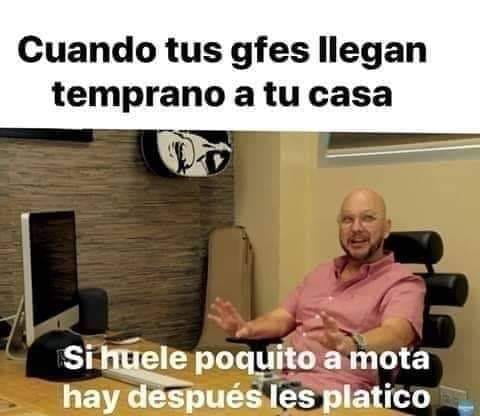 Cuando tus gfes llegan
temprano a tu casa
Si huele poquito a mota
hay después les platico